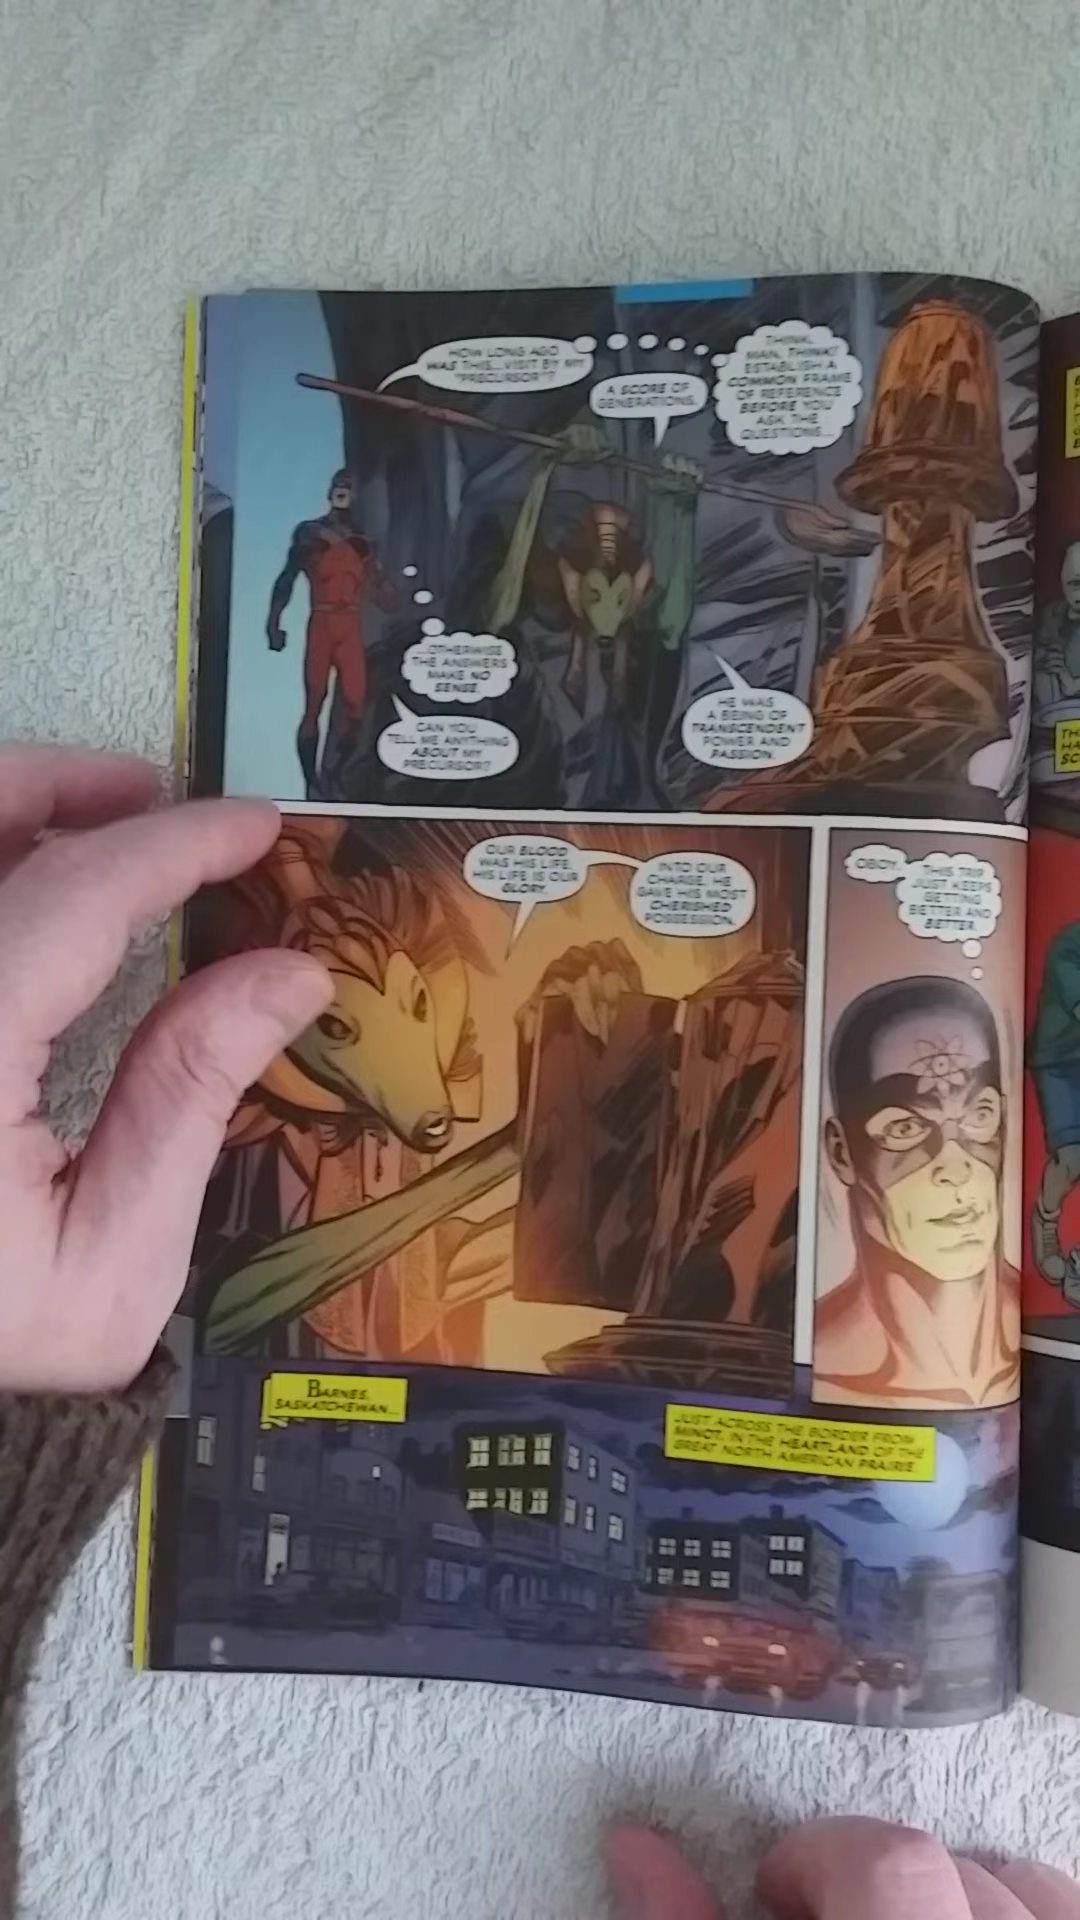 HOW LONG AGO
WAS THIS...VISIT BY MY
"PRECURSOR"?
THINK,
MAN, THINK!
ESTABLISH A
COMMON FRAME
OF REFERENCE
BEFORE YOU
ASK THE
QUESTIONS...
A SCORE OF
GENERATIONS.
...OTHERWISE
THE ANSWERS
MAKE NO
SENSE.
CAN YOU
TELL ME ANYTHING
ABOUT MY
PRECURSOR?
HE WAS
A BEING OF
TRANSCENDENT
POWER AND
PASSION.
OUR BLOOD
WAS HIS LIFE.
HIS LIFE IS OUR
GLORY.
INTO OUR
CHARGE, HE
GAVE HIS MOST
CHERISHED
POSSESSION.
OBOY.
THIS TRIP
JUST KEEPS
GETTING
BETTER AND
BETTER.
BARNES,
SASKATCHEWAN...
JUST ACROSS THE BORDER FROM
MINOT, IN THE HEARTLAND OF THE
GREAT NORTH AMERICAN PRAIRIE.